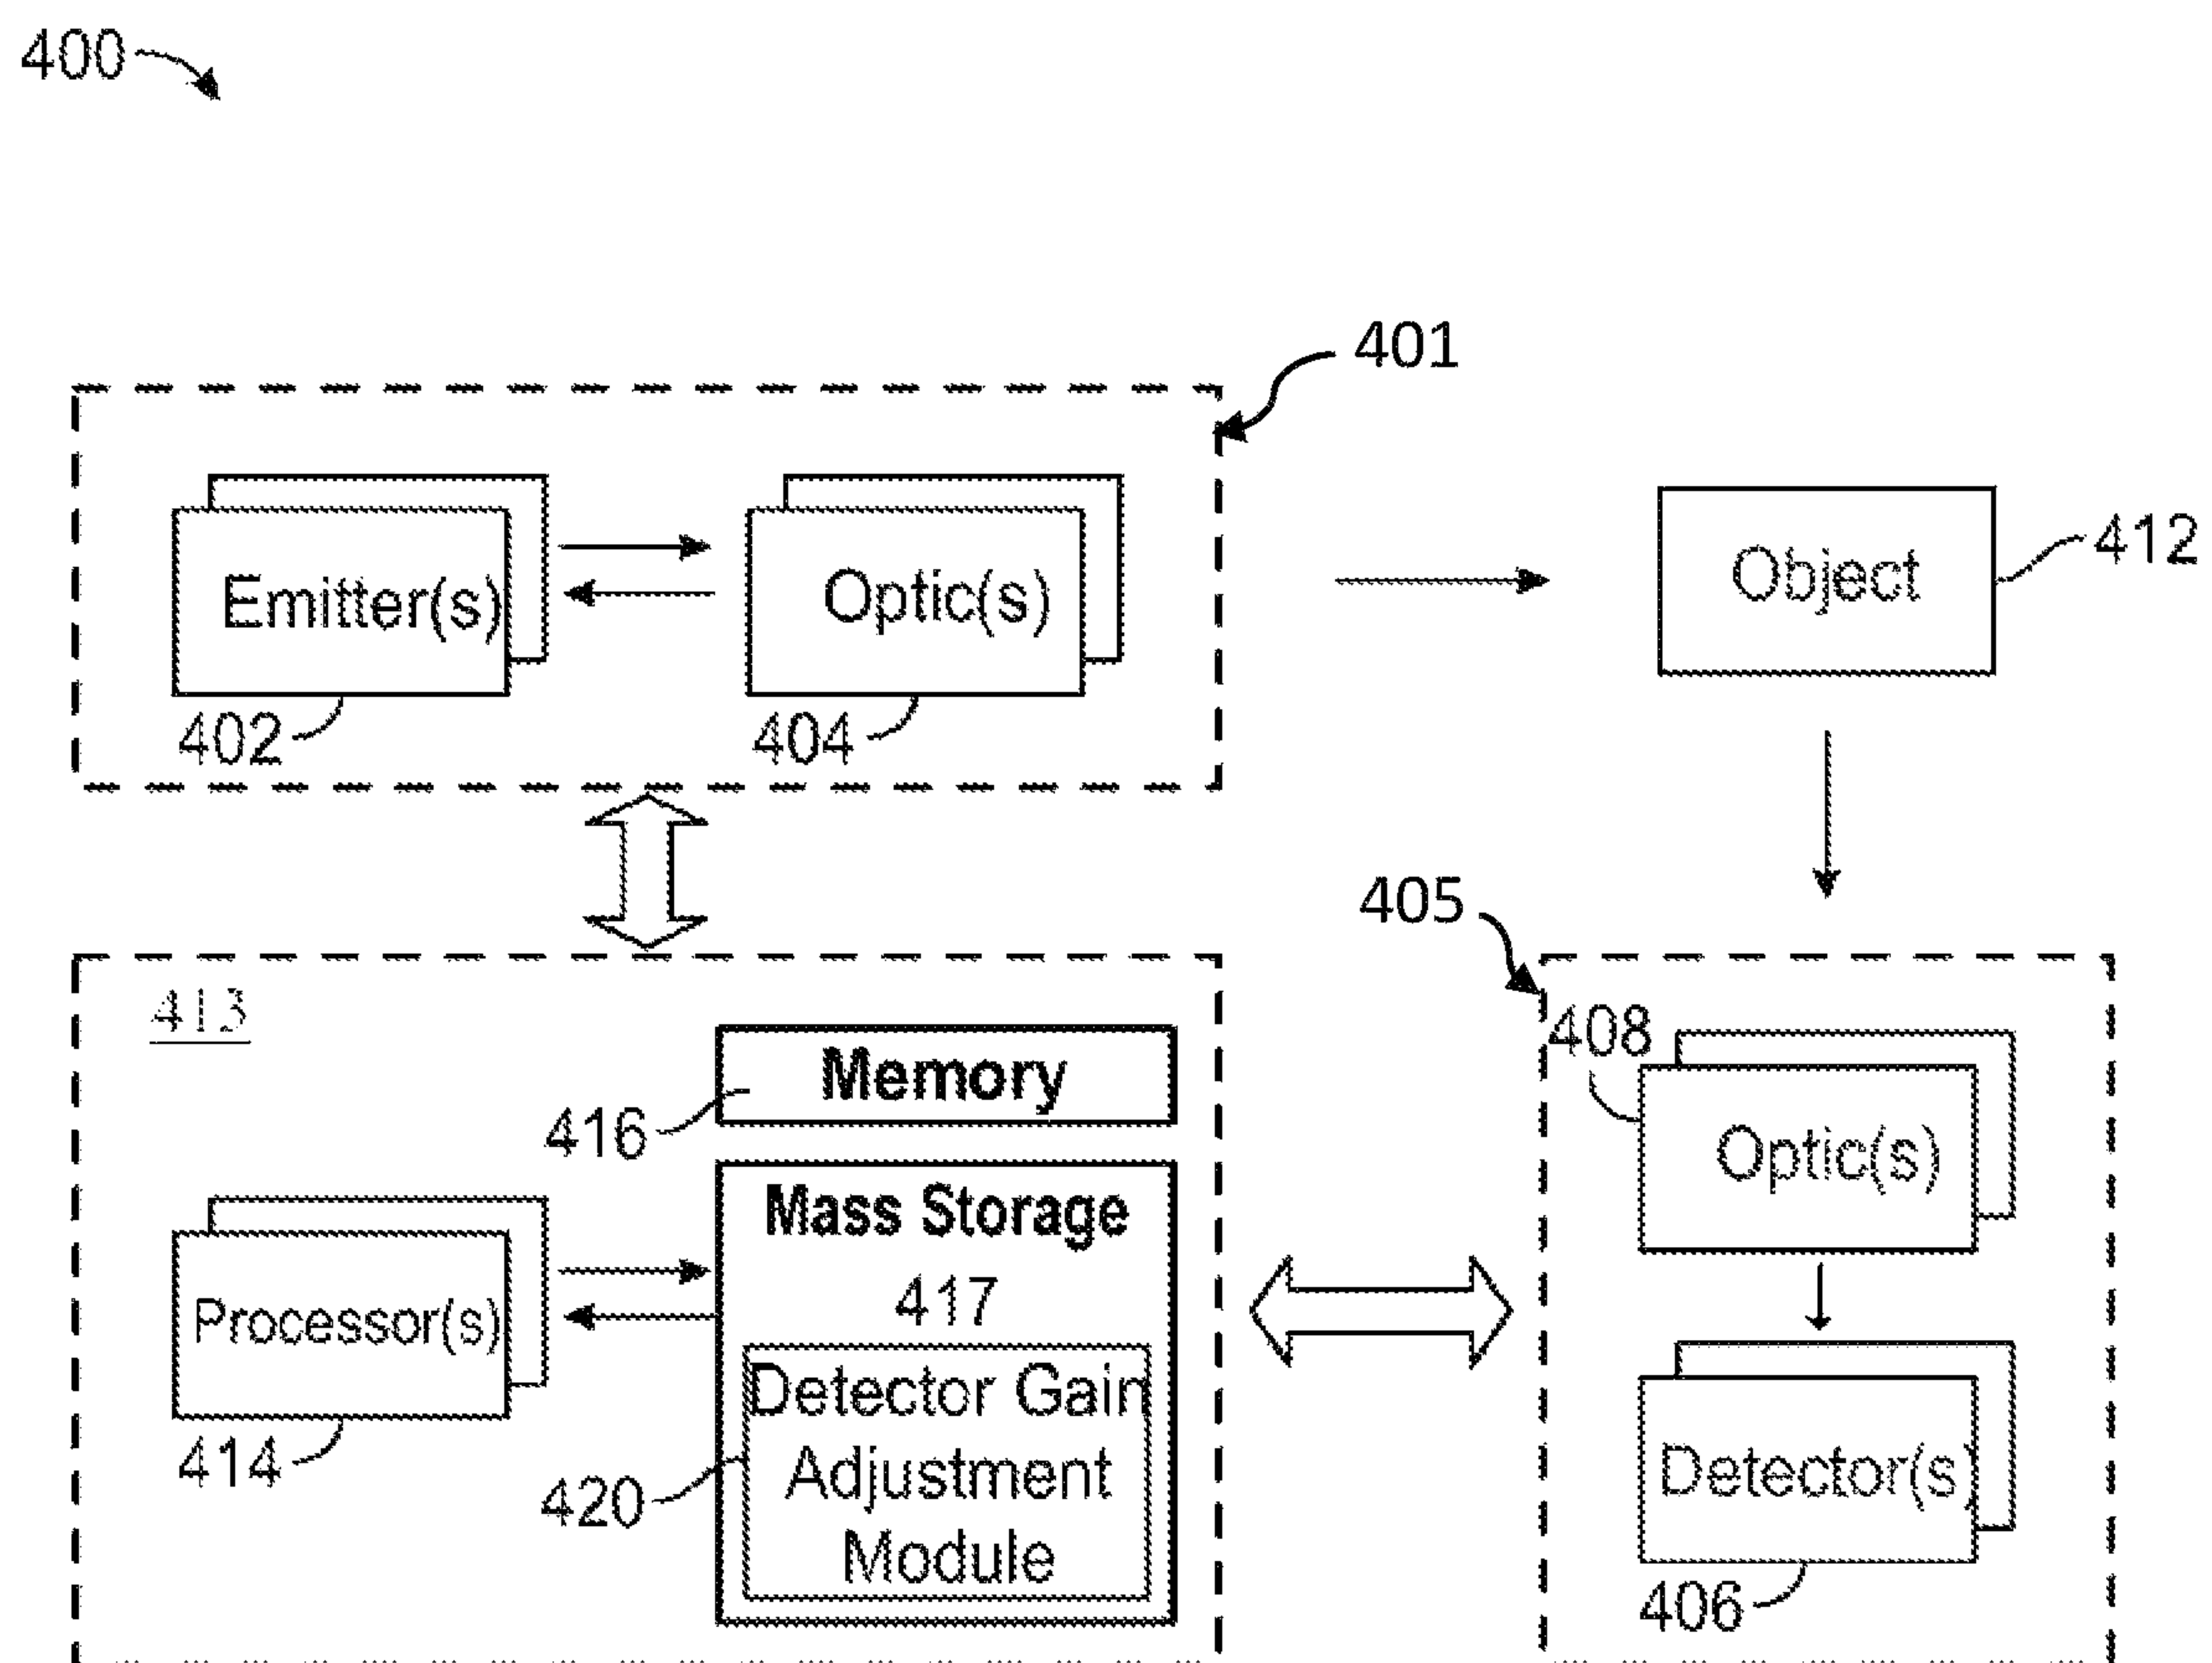 400
401
Emitter(s)
Optic(s)
Object
412
402
404
405
413
408
Memory
416
Optic(s)
Mass Storage
417
Processor(s)
Detector Gain
Adjustment
Module
Detector(s)
414
420
406